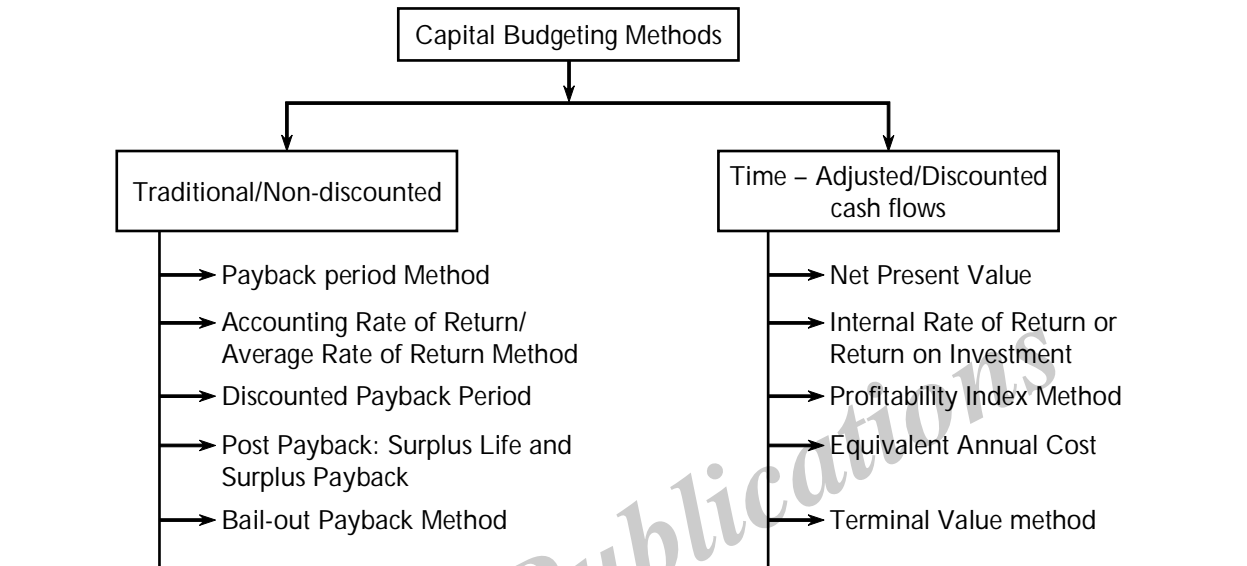 Capital Budgeting Methods
Traditional/Non-discounted
Payback period Method
Accounting Rate of Return/
Average Rate of Return Method
Discounted Payback Period
Post Payback: Surplus Life and
Surplus Payback
Bail-out Payback Method
Time – Adjusted/Discounted
cash flows
Net Present Value
Internal Rate of Return or
Return on Investment
Profitability Index Method
Equivalent Annual Cost
Terminal Value method
Publications